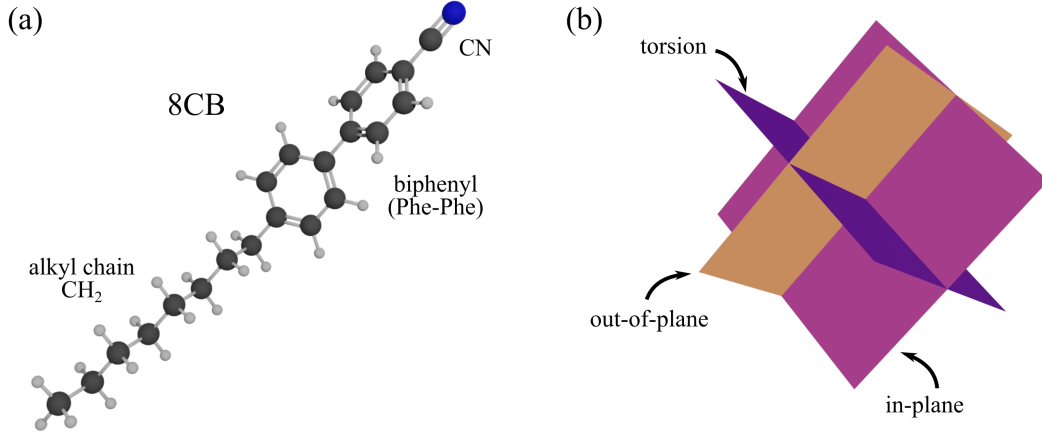 (a)
CN
8CB
biphenyl
(Phe-Phe)
alkyl chain
CH₂
(b)
torsion
out-of-plane
in-plane